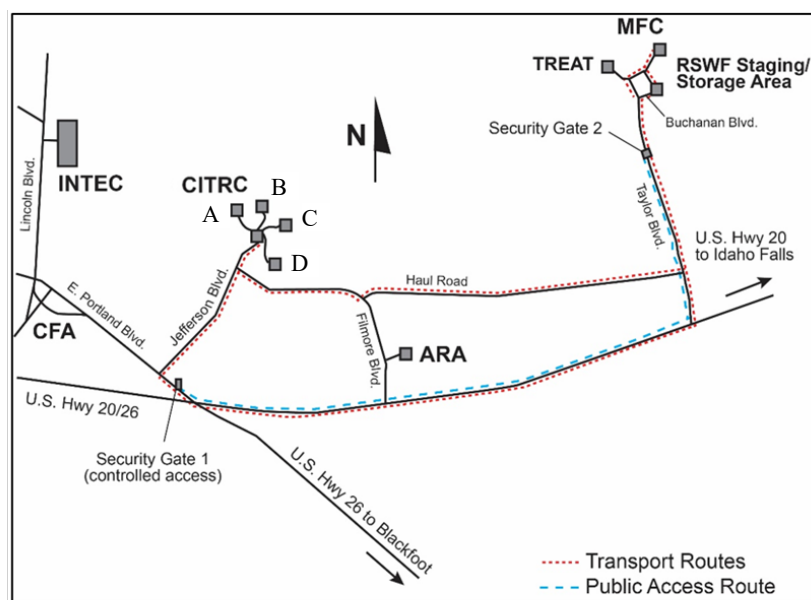 MFC
TREAT
RSWF Staging/
Storage Area
Buchanan Blvd.
Security Gate 2
N
Lincoln Blvd.
INTEC
CITRC
A
B
C
D
Taylor Blvd.
U.S. Hwy 20
to Idaho Falls
Haul Road
Jefferson Blvd.
Filmore Blvd.
ARA
E. Portland Blvd.
CFA
U.S. Hwy 20/26
Security Gate 1
(controlled access)
U.S. Hwy 26 to Blackfoot
Transport Routes
Public Access Route